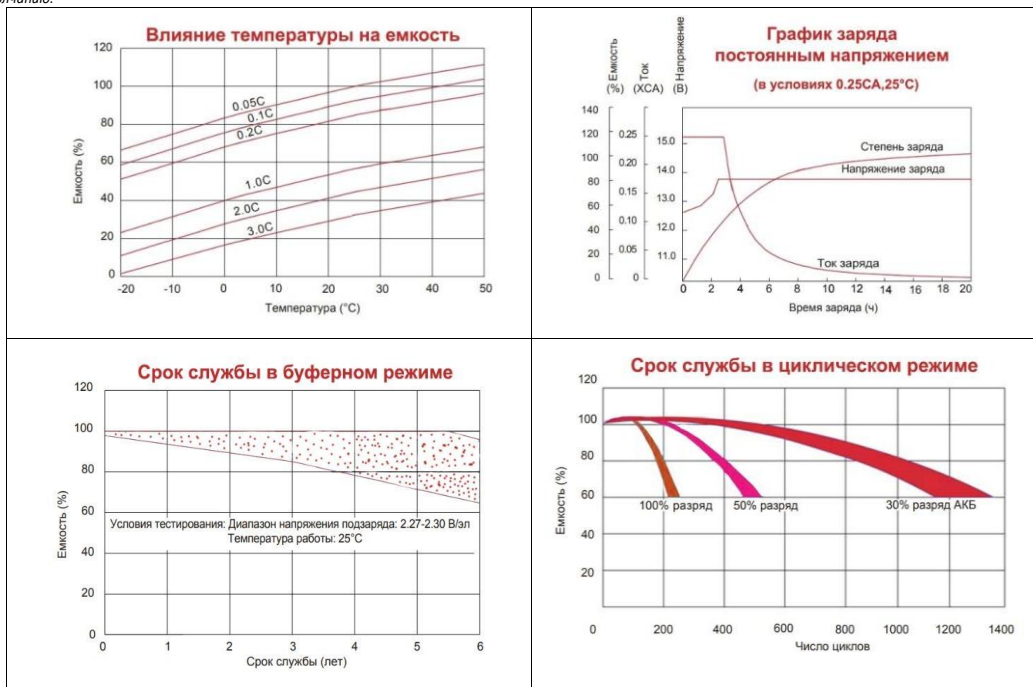 Влияние температуры на емкость
120
100
80
60
40
20
0
Емкость (%)
0.05C
0.1C
0.2C
1.0C
2.0C
3.0C
-20 -10 0 10 20 30 40 50
Температура (°C)
График заряда
постоянным напряжением
(в условиях 0.25CA,25°C)
Емкость
(%)
Ток
(XCA)
Напряжение
(В)
140
120
100
80
60
40
20
0
0.25
0.20
0.15
0.10
0.05
0
15.0
14.0
13.0
12.0
11.0
Степень заряда
Напряжение заряда
Ток заряда
0 2 4 6 8 10 12 14 16 18 20
Время заряда (ч)
Срок службы в буферном режиме
120
100
80
60
40
20
0
Емкость (%)
Условия тестирования: Диапазон напряжения подзаряда: 2.27-2.30 В/эл
Температура работы: 25°C
0 1 2 3 4 5 6
Срок службы (лет)
Срок службы в циклическом режиме
120
100
80
60
40
20
Емкость (%)
100% разряд
50% разряд
30% разряд АКБ
0 200 400 600 800 1000 1200 1400
Число циклов